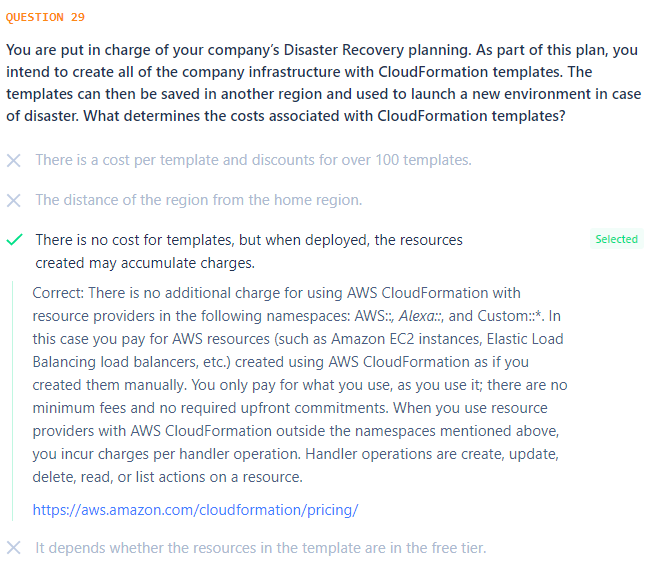 QUESTION 29
You are put in charge of your company's Disaster Recovery planning. As part of this plan, you
intend to create all of the company infrastructure with CloudFormation templates. The
templates can then be saved in another region and used to launch a new environment in case
of disaster. What determines the costs associated with CloudFormation templates?
There is a cost per template and discounts for over 100 templates.
The distance of the region from the home region.
There is no cost for templates, but when deployed, the resources
created may accumulate charges.
Selected
Correct: There is no additional charge for using AWS CloudFormation with
resource providers in the following namespaces: AWS::, Alexa::, and Custom::*. In
this case you pay for AWS resources (such as Amazon EC2 instances, Elastic Load
Balancing load balancers, etc.) created using AWS CloudFormation as if you
created them manually. You only pay for what you use, as you use it; there are no
minimum fees and no required upfront commitments. When you use resource
providers with AWS CloudFormation outside the namespaces mentioned above,
you incur charges per handler operation. Handler operations are create, update,
delete, read, or list actions on a resource.
https://aws.amazon.com/cloudformation/pricing/
It depends whether the resources in the template are in the free tier.